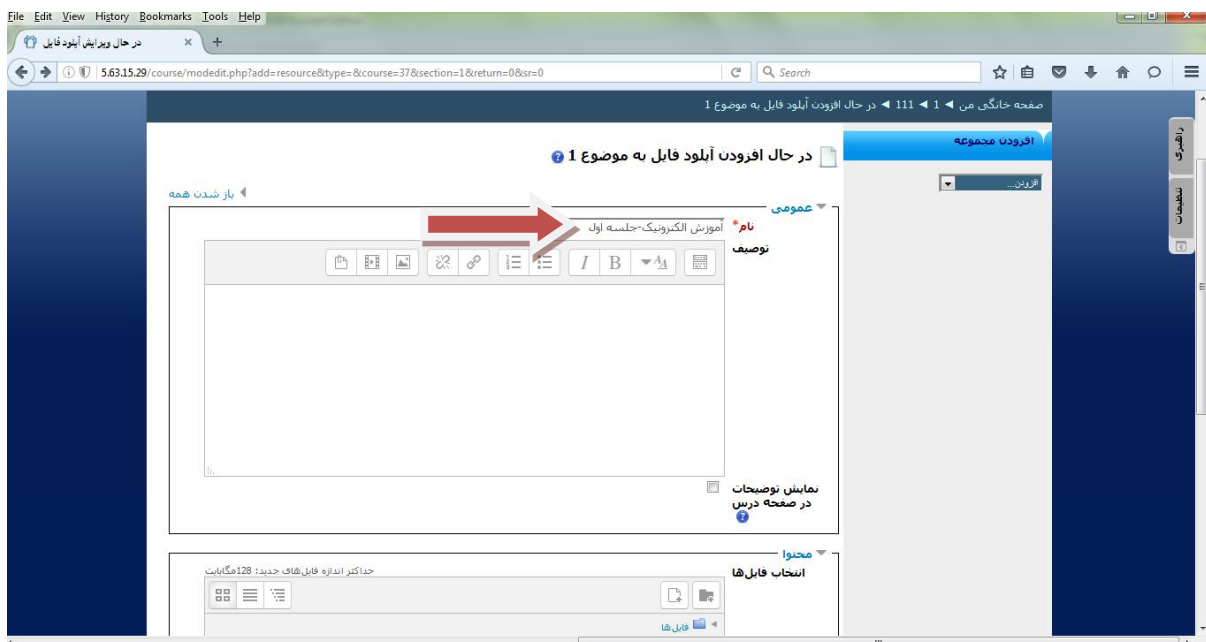 File Edit View History Bookmarks Tools Help
در حال ویرایش آپلود فایل
5.63.15.29/course/modedit.php?add=resource&type=&course=37&section=1&return=0&sr=0
Search
صفحه خانگی من ◄ 1 ◄ 111 ◄ در حال افزودن آپلود فایل به موضوع 1
راهبری
تنظیمات
افزودن مجموعه
افزودن...
در حال افزودن آپلود فایل به موضوع 1
باز شدن همه
عمومی
نام* آموزش الکترونیک-جلسه اول
توصیف
I B
نمایش توضیحات
در صفحه درس
محتوا
انتخاب فایل‌ها
حداکثر اندازه فایل‌های جدید: 128مگابایت
فایل‌ها